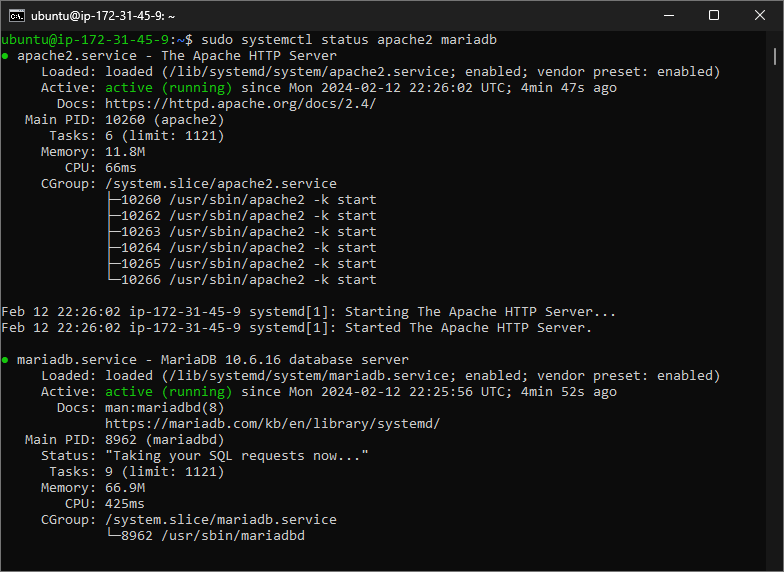 ubuntu@ip-172-31-45-9: ~
ubuntu@ip-172-31-45-9:~$ sudo systemctl status apache2 mariadb
● apache2.service - The Apache HTTP Server
     Loaded: loaded (/lib/systemd/system/apache2.service; enabled; vendor preset: enabled)
     Active: active (running) since Mon 2024-02-12 22:26:02 UTC; 4min 47s ago
       Docs: https://httpd.apache.org/docs/2.4/
   Main PID: 10260 (apache2)
      Tasks: 6 (limit: 1121)
     Memory: 11.8M
        CPU: 66ms
     CGroup: /system.slice/apache2.service
             ├─10260 /usr/sbin/apache2 -k start
             ├─10262 /usr/sbin/apache2 -k start
             ├─10263 /usr/sbin/apache2 -k start
             ├─10264 /usr/sbin/apache2 -k start
             ├─10265 /usr/sbin/apache2 -k start
             └─10266 /usr/sbin/apache2 -k start
Feb 12 22:26:02 ip-172-31-45-9 systemd[1]: Starting The Apache HTTP Server...
Feb 12 22:26:02 ip-172-31-45-9 systemd[1]: Started The Apache HTTP Server.
● mariadb.service - MariaDB 10.6.16 database server
     Loaded: loaded (/lib/systemd/system/mariadb.service; enabled; vendor preset: enabled)
     Active: active (running) since Mon 2024-02-12 22:25:56 UTC; 4min 52s ago
       Docs: man:mariadbd(8)
             https://mariadb.com/kb/en/library/systemd/
   Main PID: 8962 (mariadbd)
     Status: "Taking your SQL requests now..."
      Tasks: 9 (limit: 1121)
     Memory: 66.9M
        CPU: 425ms
     CGroup: /system.slice/mariadb.service
             └─8962 /usr/sbin/mariadbd